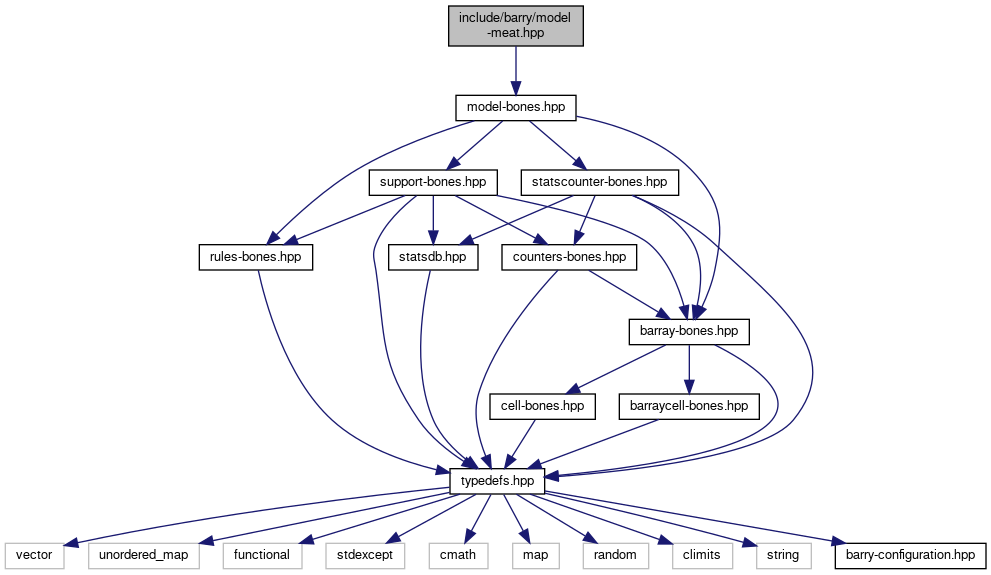 include/barry/model
-meat.hpp
model-bones.hpp
support-bones.hpp
statscounter-bones.hpp
rules-bones.hpp
statsdb.hpp
counters-bones.hpp
barray-bones.hpp
cell-bones.hpp
barraycell-bones.hpp
typedefs.hpp
vector
unordered_map
functional
stdexcept
cmath
map
random
climits
string
barry-configuration.hpp